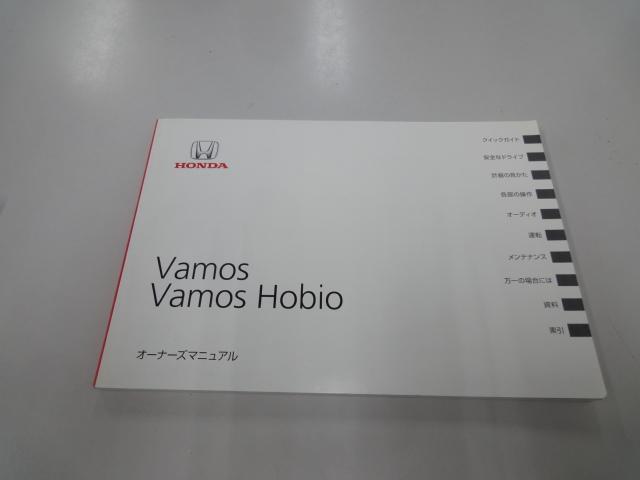 HONDA
Vamos
Vamos Hobio
オーナーズマニュアル
クイックガイド
安全なドライブ
計器の見かた
各部の操作
オーディオ
運転
メンテナンス
万一の場合には
資料
索引